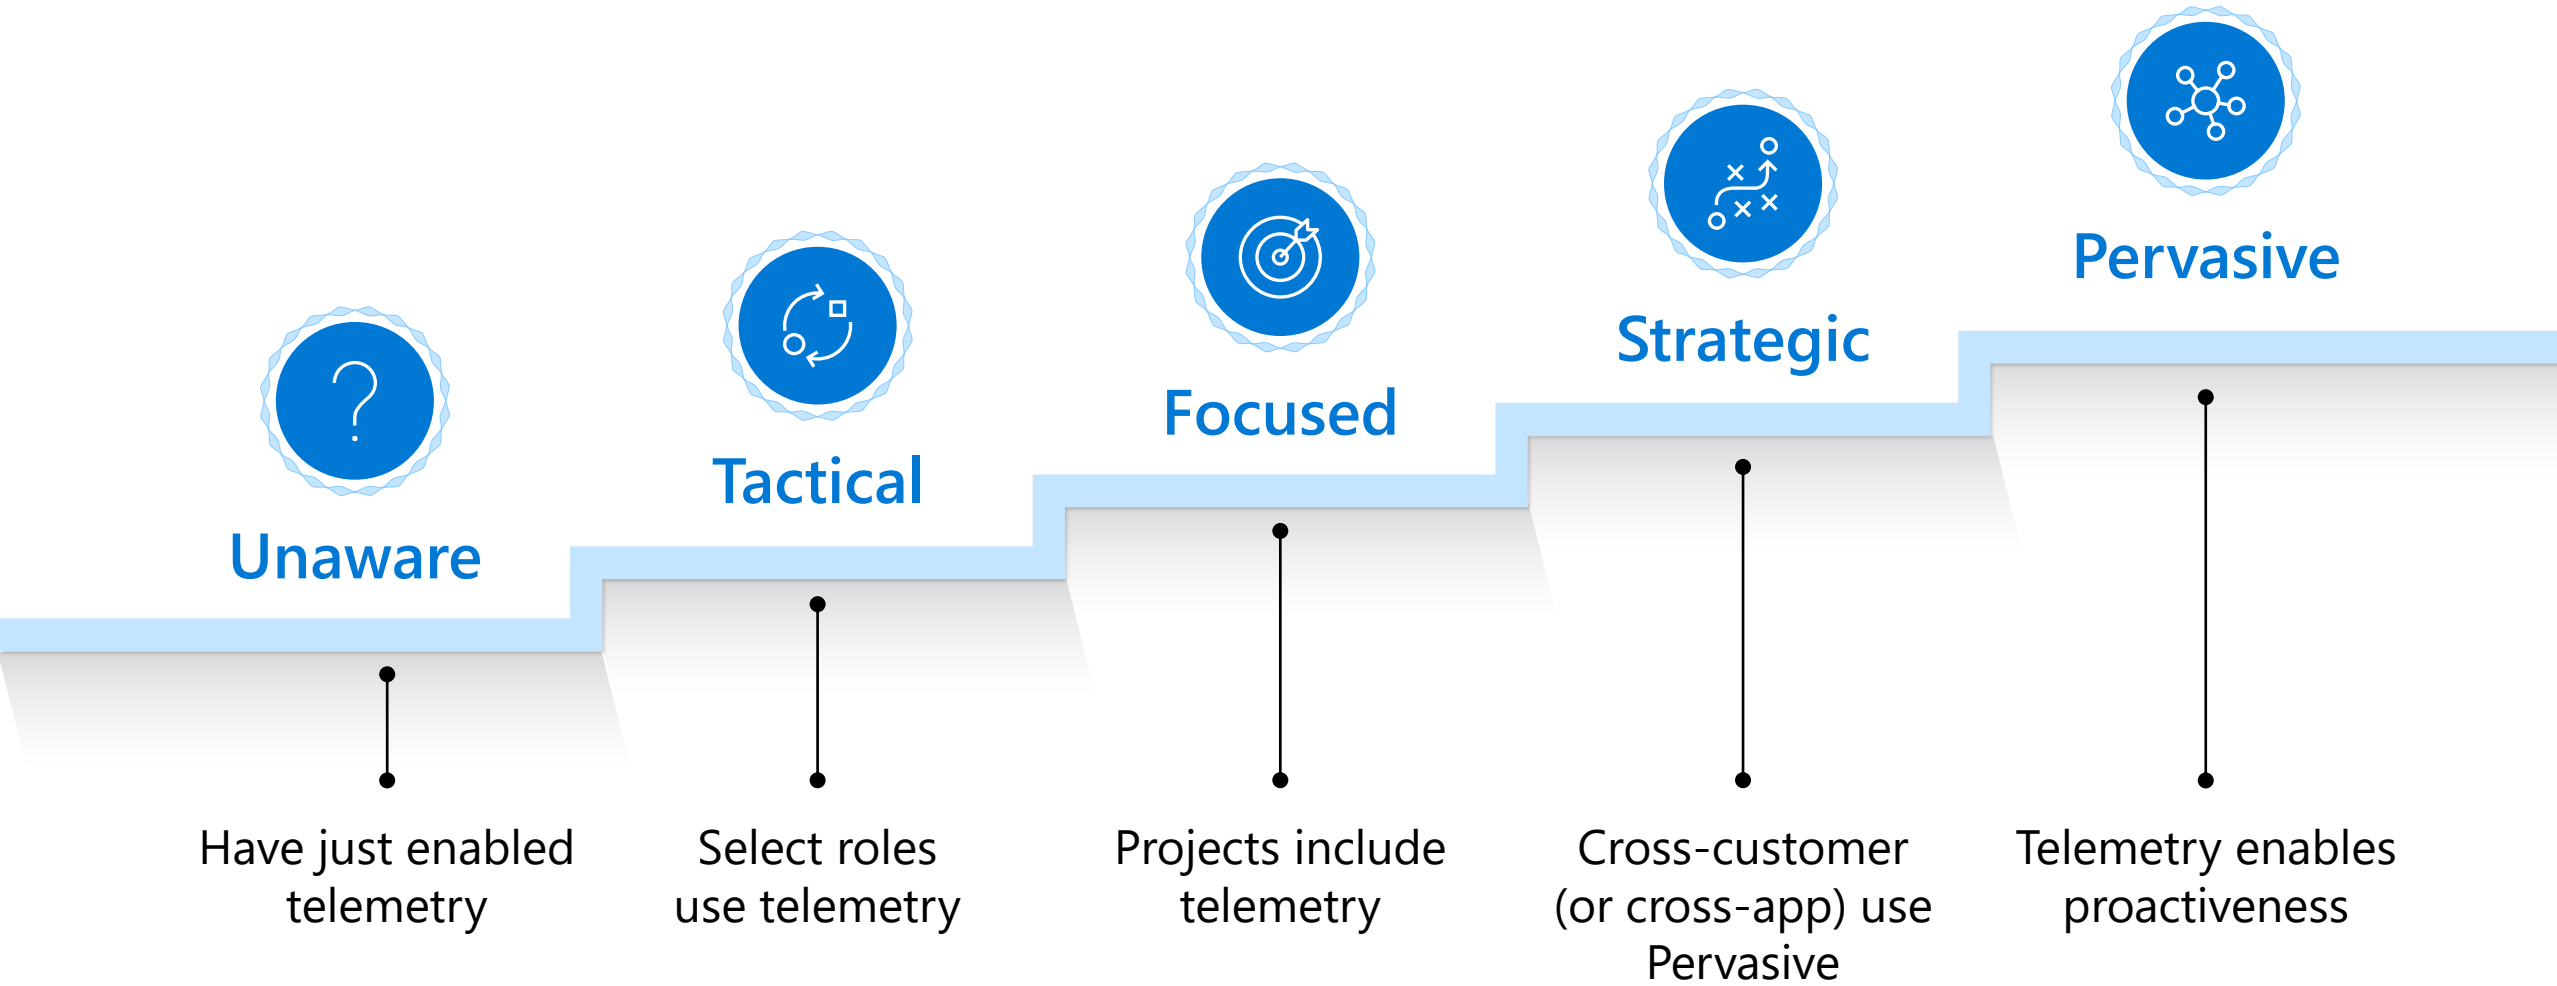 Unaware
Have just enabled
telemetry
Tactical
Select roles
use telemetry
Focused
Projects include
telemetry
Strategic
Cross-customer
(or cross-app) use
Pervasive
Pervasive
Telemetry enables
proactiveness